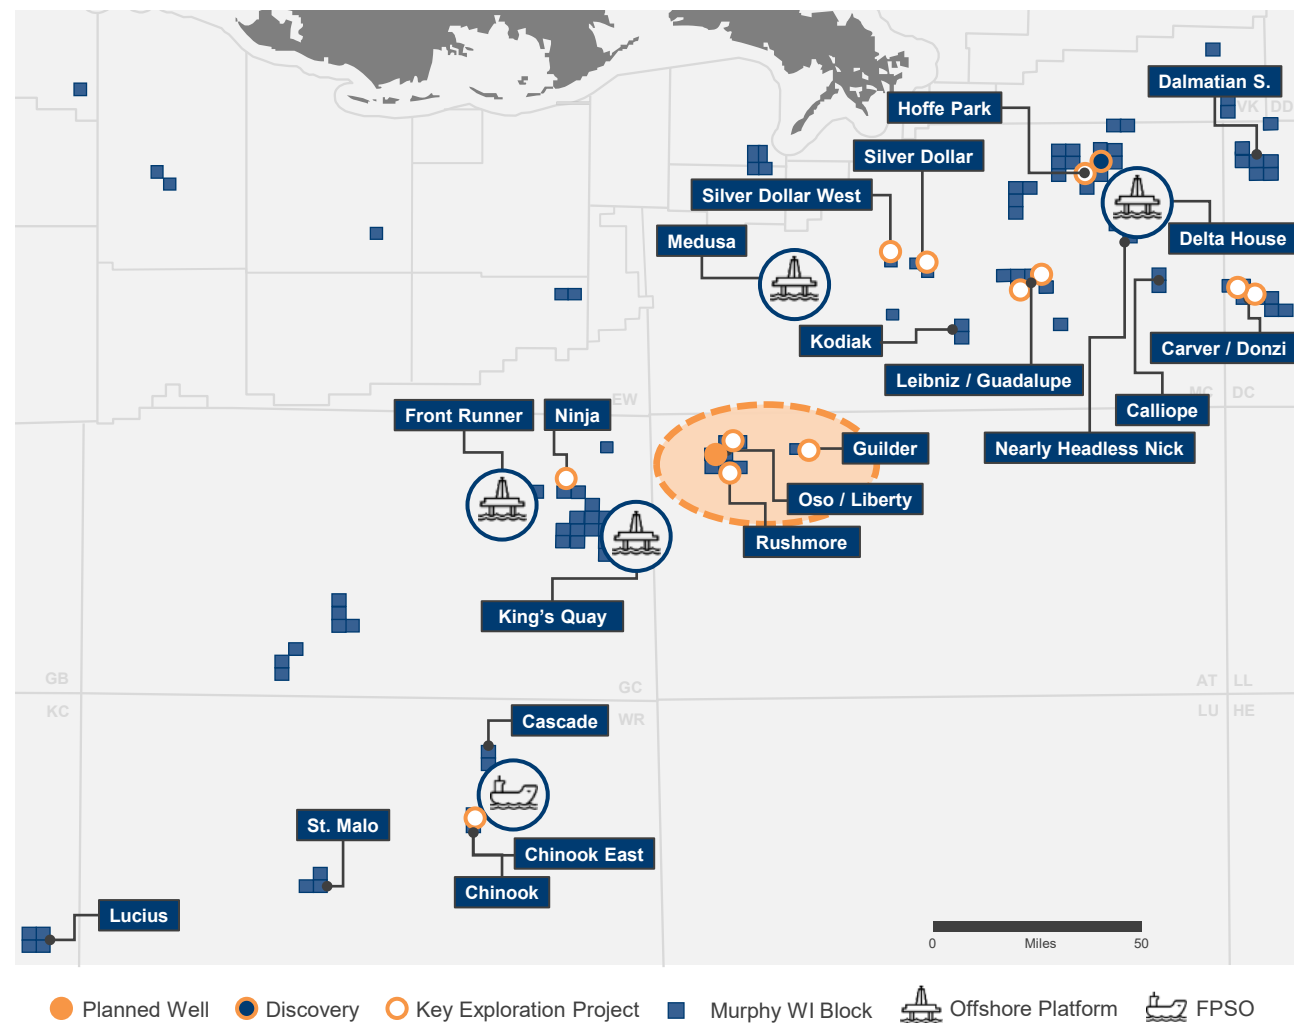 Dalmatian S.
VK DD
Hoffe Park
Silver Dollar
Silver Dollar West
Medusa
Delta House
Kodiak
Carver / Donzi
Leibniz / Guadalupe
MC DC
EW
Calliope
Front Runner
Ninja
Nearly Headless Nick
Guilder
Oso / Liberty
Rushmore
King’s Quay
GB
GC
AT LL
KC
WR
LU HE
Cascade
St. Malo
Chinook East
Chinook
Lucius
0 Miles 50
Planned Well
Discovery
Key Exploration Project
Murphy WI Block
Offshore Platform
FPSO